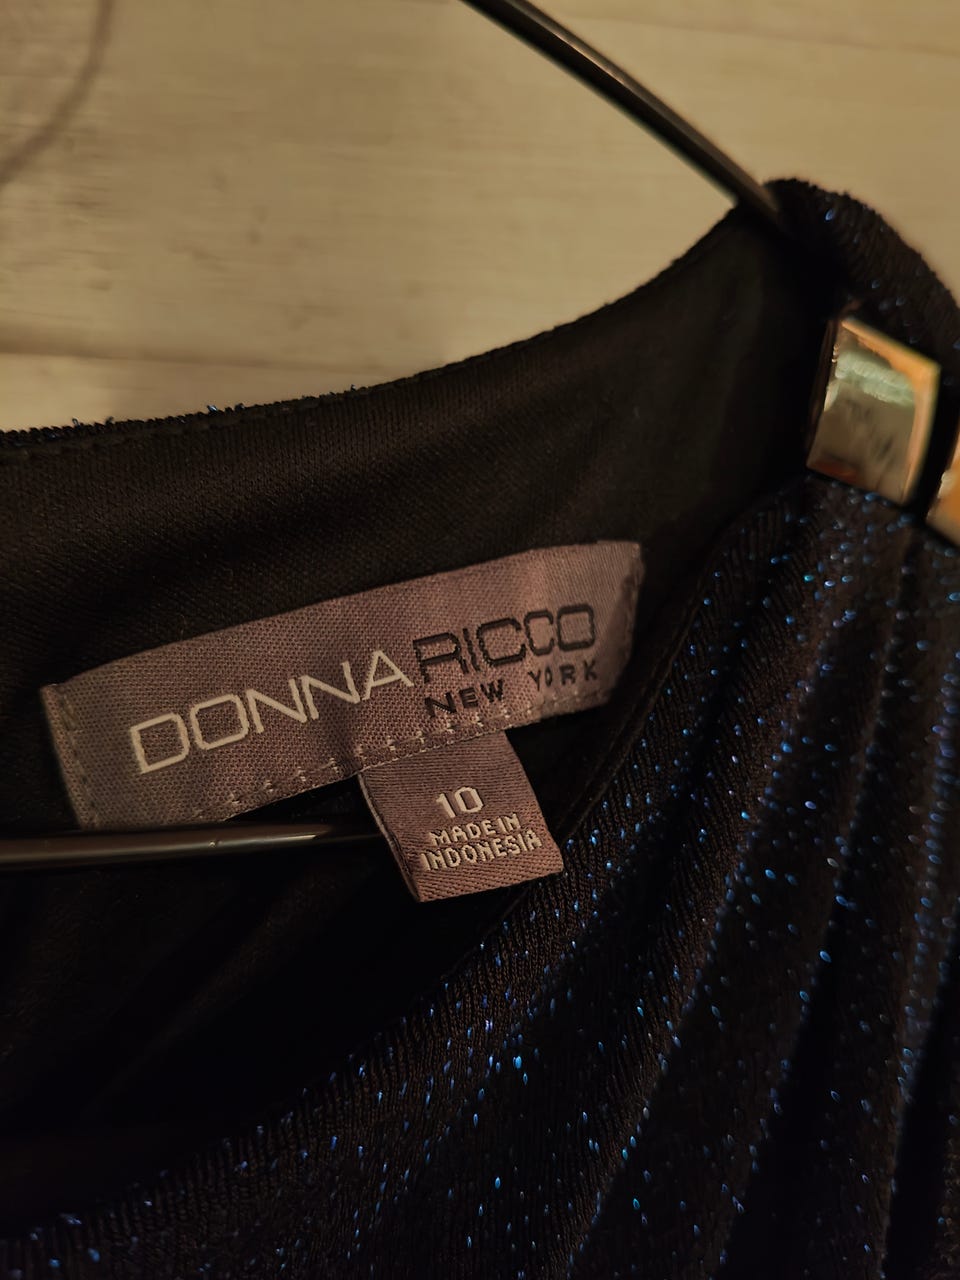 DONNA RICCO
NEW YORK
10
MADE IN
INDONESIA